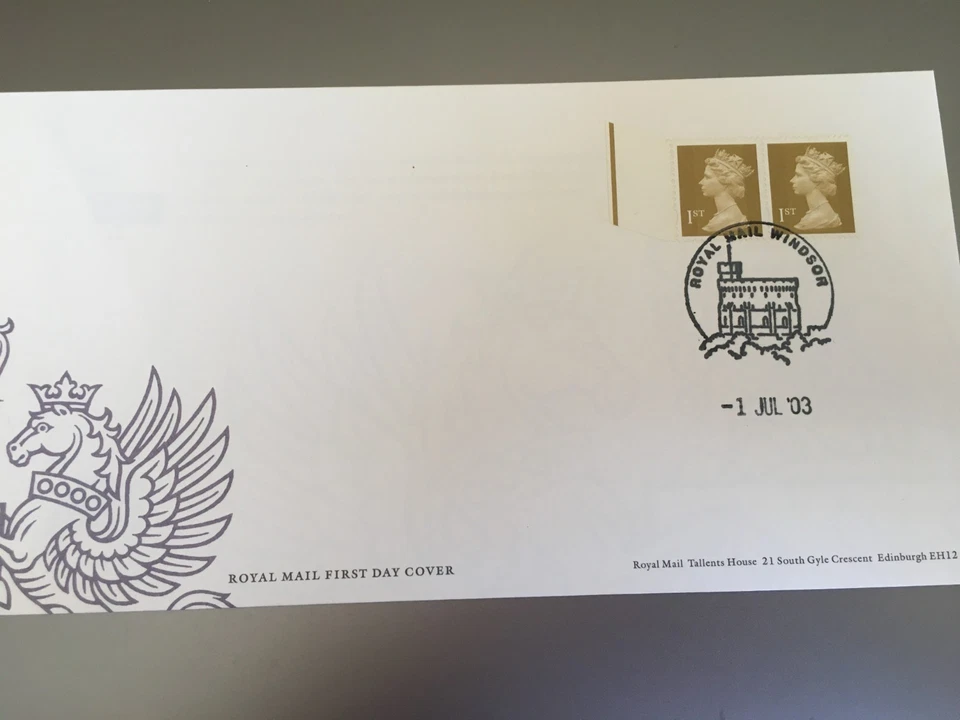 1ST 1ST
ROYAL MAIL WINDSOR
-1 JUL '03
ROYAL MAIL FIRST DAY COVER
Royal Mail Tallents House 21 South Gyle Crescent Edinburgh EH12